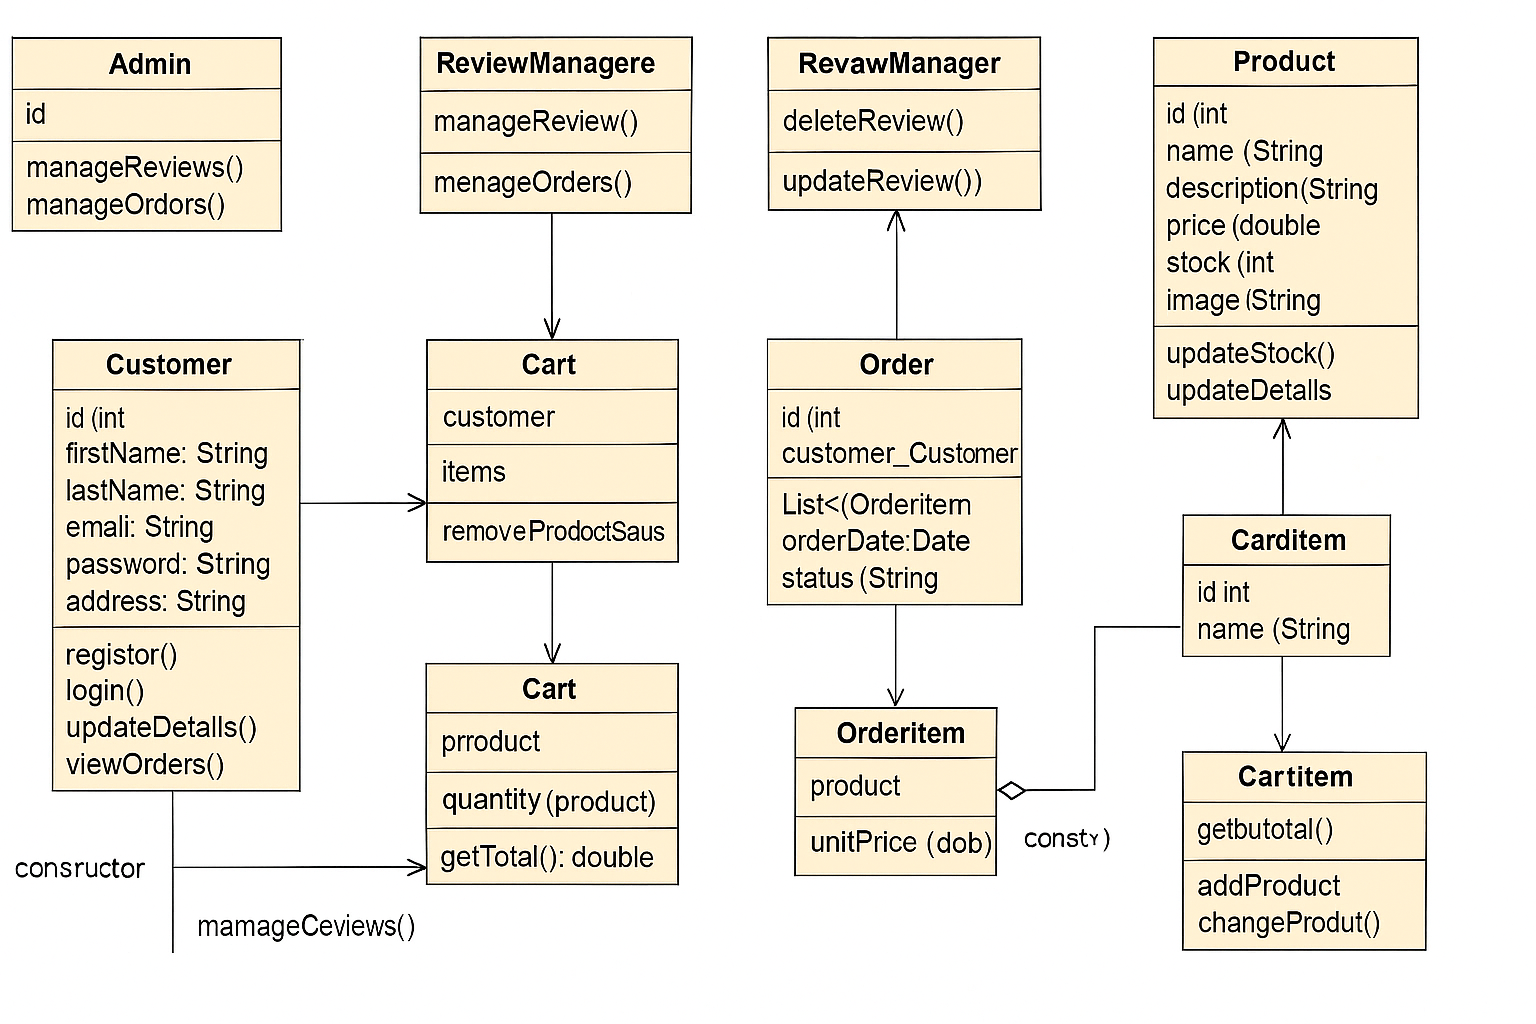 Admin
id
manageReviews()
manageOrdors()
ReviewManagere
manageReview()
menageOrders()
RevawManager
deleteReview()
updateReview())
Product
id (int
name (String
description(String
price (double
stock (int
image (String
updateStock()
updateDetalls
Customer
id (int
firstName: String
lastName: String
emali: String
password: String
address: String
registor()
login()
updateDetalls()
viewOrders()
Cart
customer
items
removeProdoctSaus
Order
id (int
customer_Customer
List<(Orderitem
orderDate:Date
status (String
Carditem
id int
name (String
Cart
prroduct
quantity (product)
getTotal(): double
Orderitem
product
unitPrice (dob)
Cartitem
getbutotal()
addProduct
changeProdut()
consructor
mamageCeviews()
constʏ)